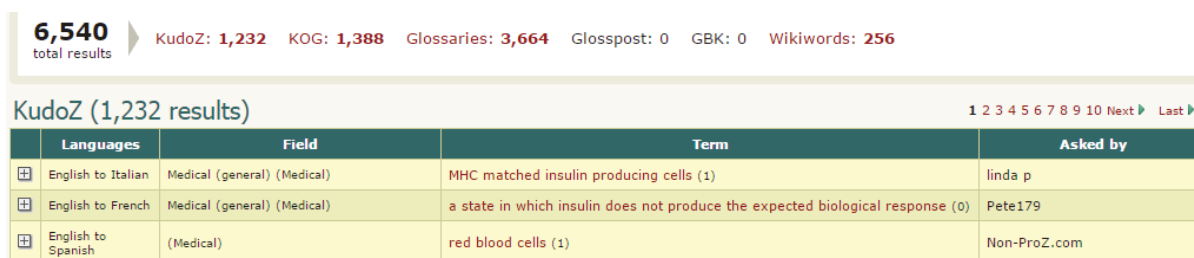 6,540
total results
KudoZ: 1,232 KOG: 1,388 Glossaries: 3,664 Glosspost: 0 GBK: 0 Wikiwords: 256
KudoZ (1,232 results)
1 2 3 4 5 6 7 8 9 10 Next Last
Languages Field Term Asked by
English to Italian Medical (general) (Medical) MHC matched insulin producing cells (1) linda p
English to French Medical (general) (Medical) a state in which insulin does not produce the expected biological response (0) Pete179
English to
Spanish (Medical) red blood cells (1) Non-ProZ.com